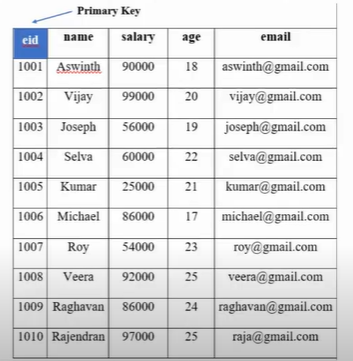 Primary Key
eid name salary age email
1001 Aswinth 90000 18 aswinth@gmail.com
1002 Vijay 99000 20 vijay@gmail.com
1003 Joseph 56000 19 joseph@gmail.com
1004 Selva 60000 22 selva@gmail.com
1005 Kumar 25000 21 kumar@gmail.com
1006 Michael 86000 17 michael@gmail.com
1007 Roy 54000 23 roy@gmail.com
1008 Veera 92000 25 veera@gmail.com
1009 Raghavan 86000 24 raghavan@gmail.com
1010 Rajendran 97000 25 raja@gmail.com